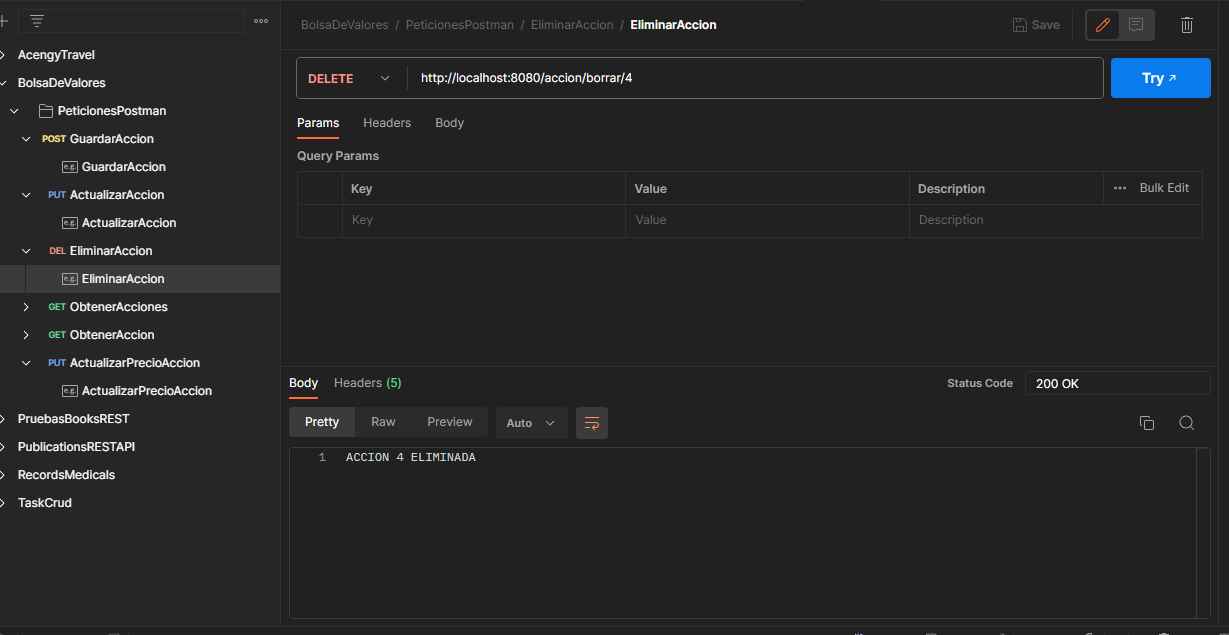 AcengyTravel
BolsaDeValores
PeticionesPostman
POST GuardarAccion
e.g. GuardarAccion
PUT ActualizarAccion
e.g. ActualizarAccion
DEL EliminarAccion
e.g. EliminarAccion
GET ObtenerAcciones
GET ObtenerAccion
PUT ActualizarPrecioAccion
e.g. ActualizarPrecioAccion
PruebasBooksREST
PublicationsRESTAPI
RecordsMedicals
TaskCrud
BolsaDeValores / PeticionesPostman / EliminarAccion / EliminarAccion
Save
DELETE http://localhost:8080/accion/borrar/4
Try ↗
Params Headers Body
Query Params
Key Value Description ••• Bulk Edit
Key Value Description
Body Headers (5) Status Code 200 OK
Pretty Raw Preview Auto
1 ACCION 4 ELIMINADA